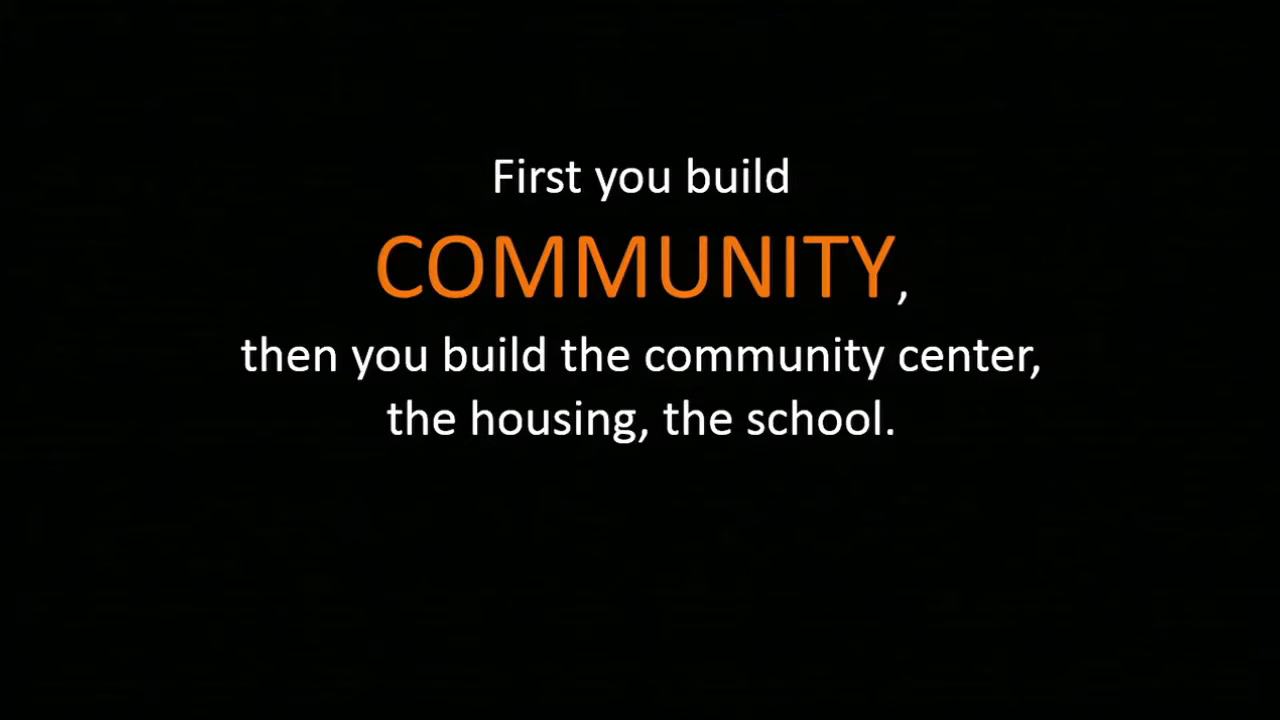 First you build
COMMUNITY,
then you build the community center,
the housing, the school.